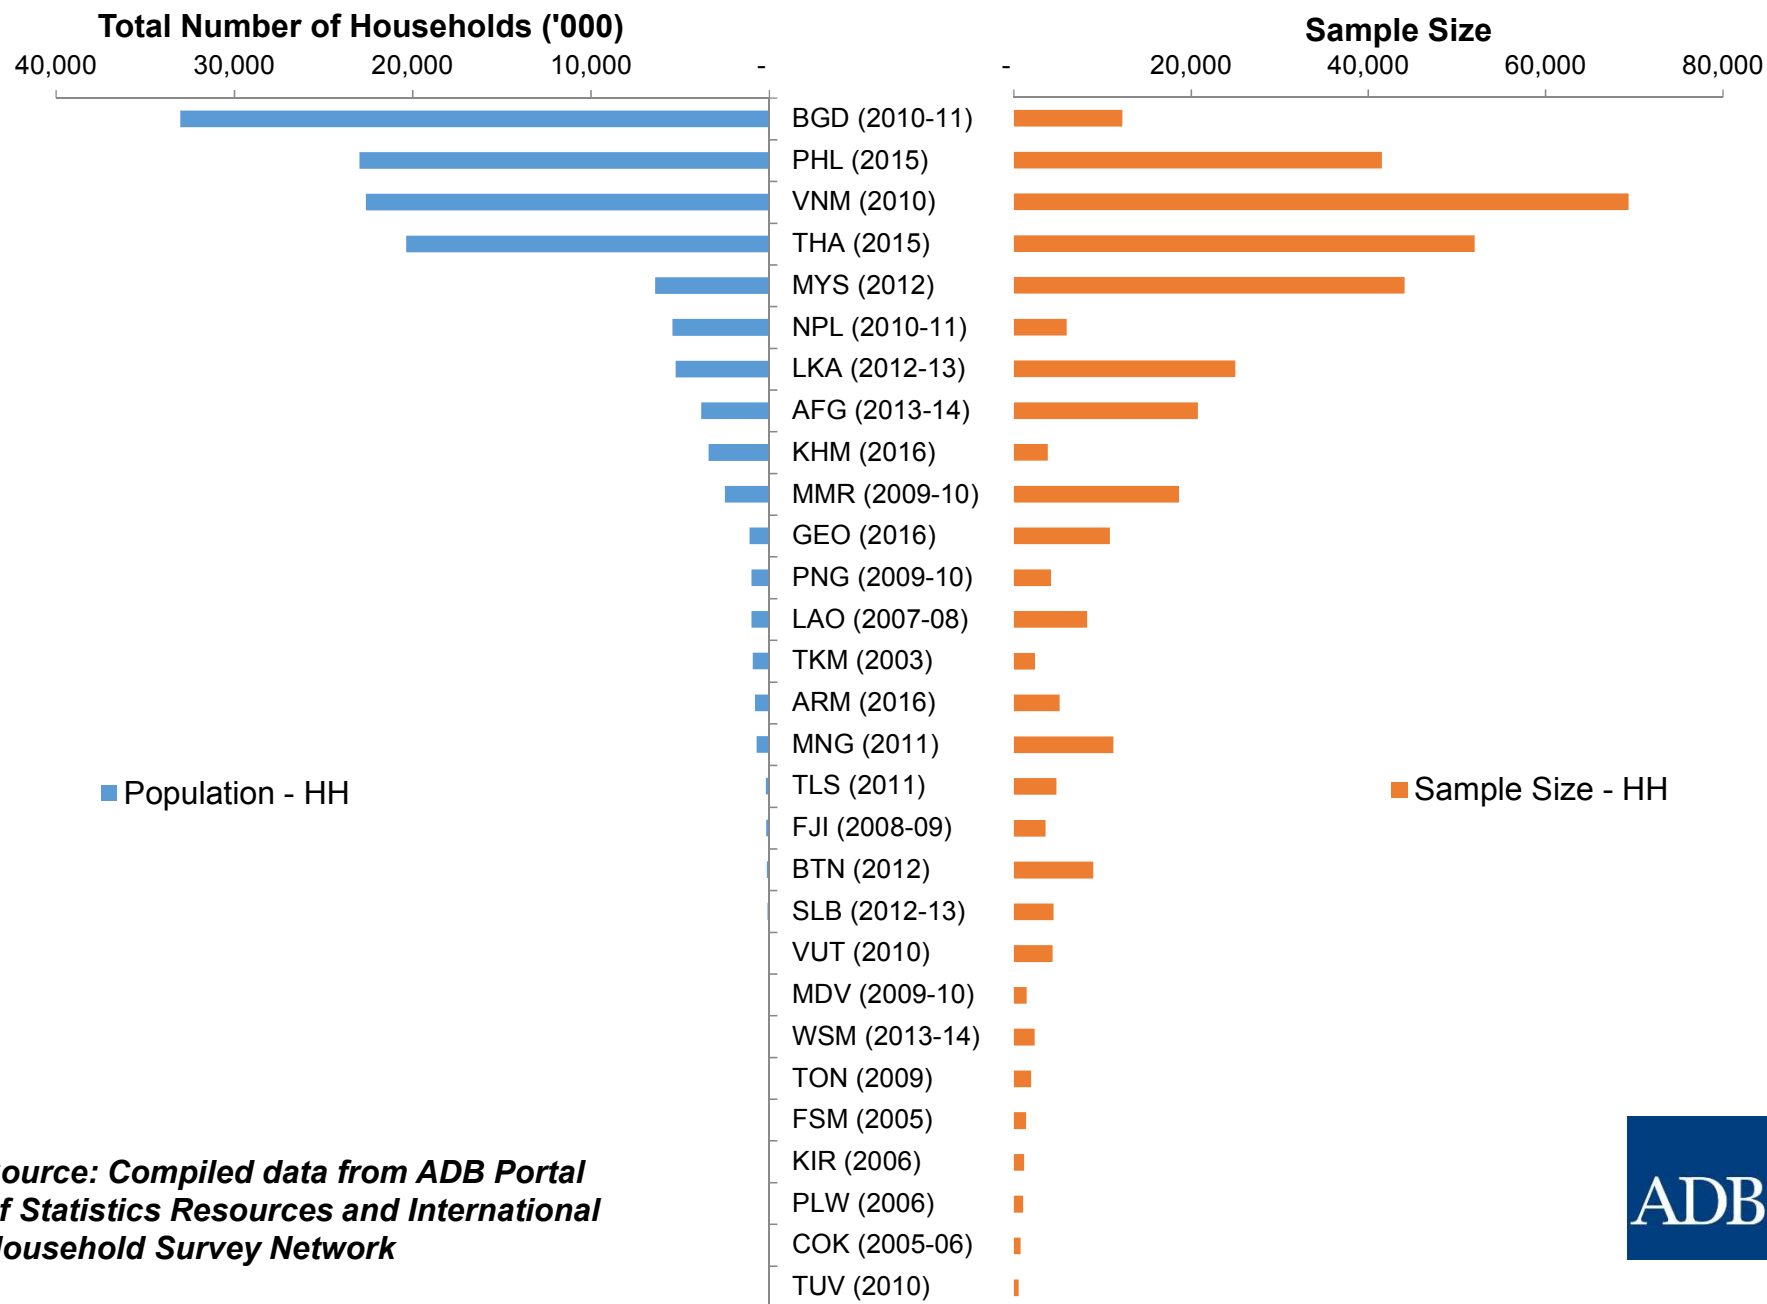 Total Number of Households ('000)
Sample Size
40,000 30,000 20,000 10,000 -
- 20,000 40,000 60,000 80,000
BGD (2010-11)
PHL (2015)
VNM (2010)
THA (2015)
MYS (2012)
NPL (2010-11)
LKA (2012-13)
AFG (2013-14)
KHM (2016)
MMR (2009-10)
GEO (2016)
PNG (2009-10)
LAO (2007-08)
TKM (2003)
ARM (2016)
MNG (2011)
TLS (2011)
FJI (2008-09)
BTN (2012)
SLB (2012-13)
VUT (2010)
MDV (2009-10)
WSM (2013-14)
TON (2009)
FSM (2005)
KIR (2006)
PLW (2006)
COK (2005-06)
TUV (2010)
Population - HH
Sample Size - HH
ource: Compiled data from ADB Portal
f Statistics Resources and International
ousehold Survey Network
ADB